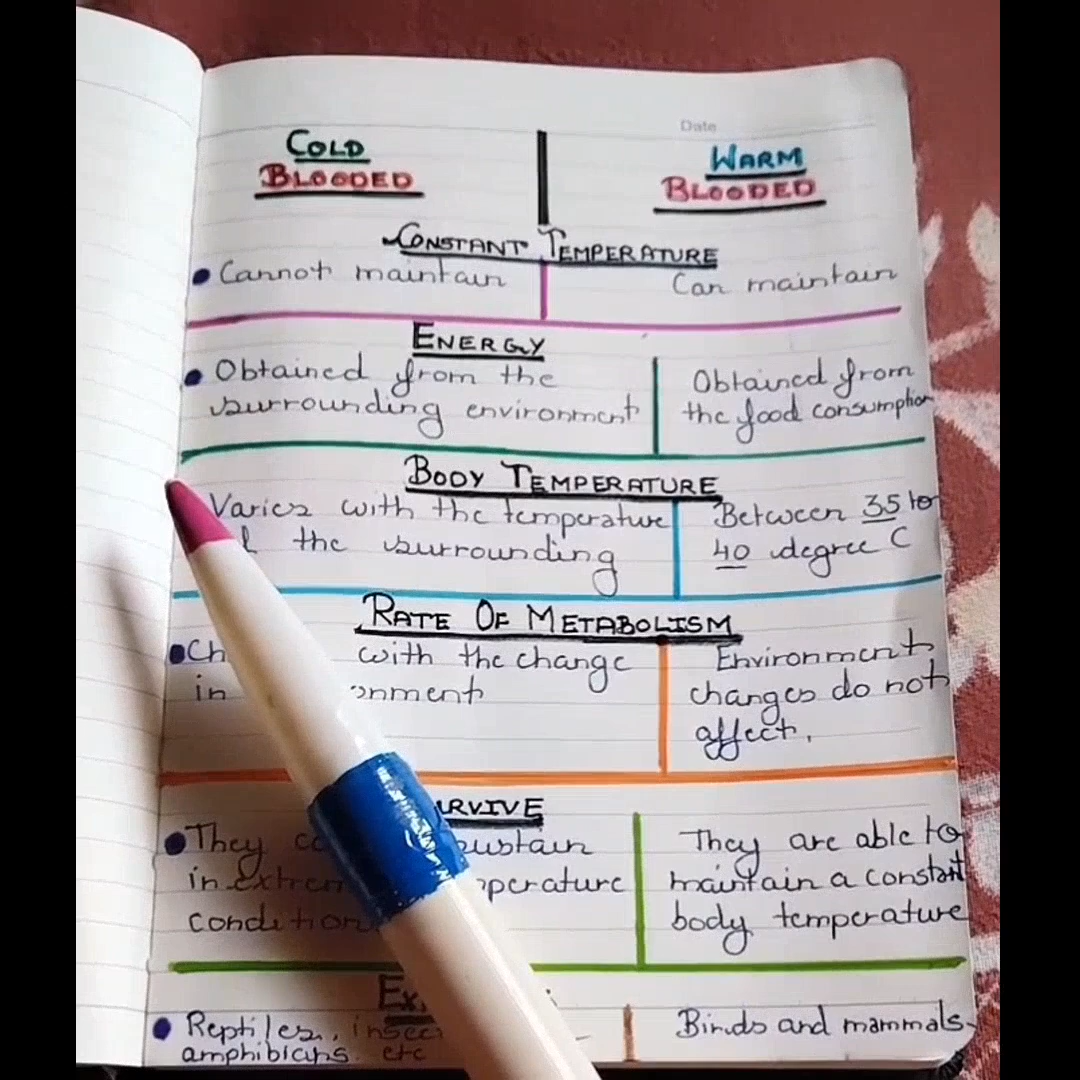 Date
COLD
BLOODED
WARM
BLOODED
CONSTANT TEMPERATURE
Cannot maintain
Can maintain
ENERGY
Obtained from the
surrounding environment
Obtained from
the food consumption
BODY TEMPERATURE
Varies with the temperature
the surrounding
Between 35 to
40 degree C
RATE OF METABOLISM
with the change
in
Environment
changes do not
affect.
They
in temperature
condition
They are able to
maintain a constant
body temperature
Reptiles,
amphibians. etc
Birds and mammals.